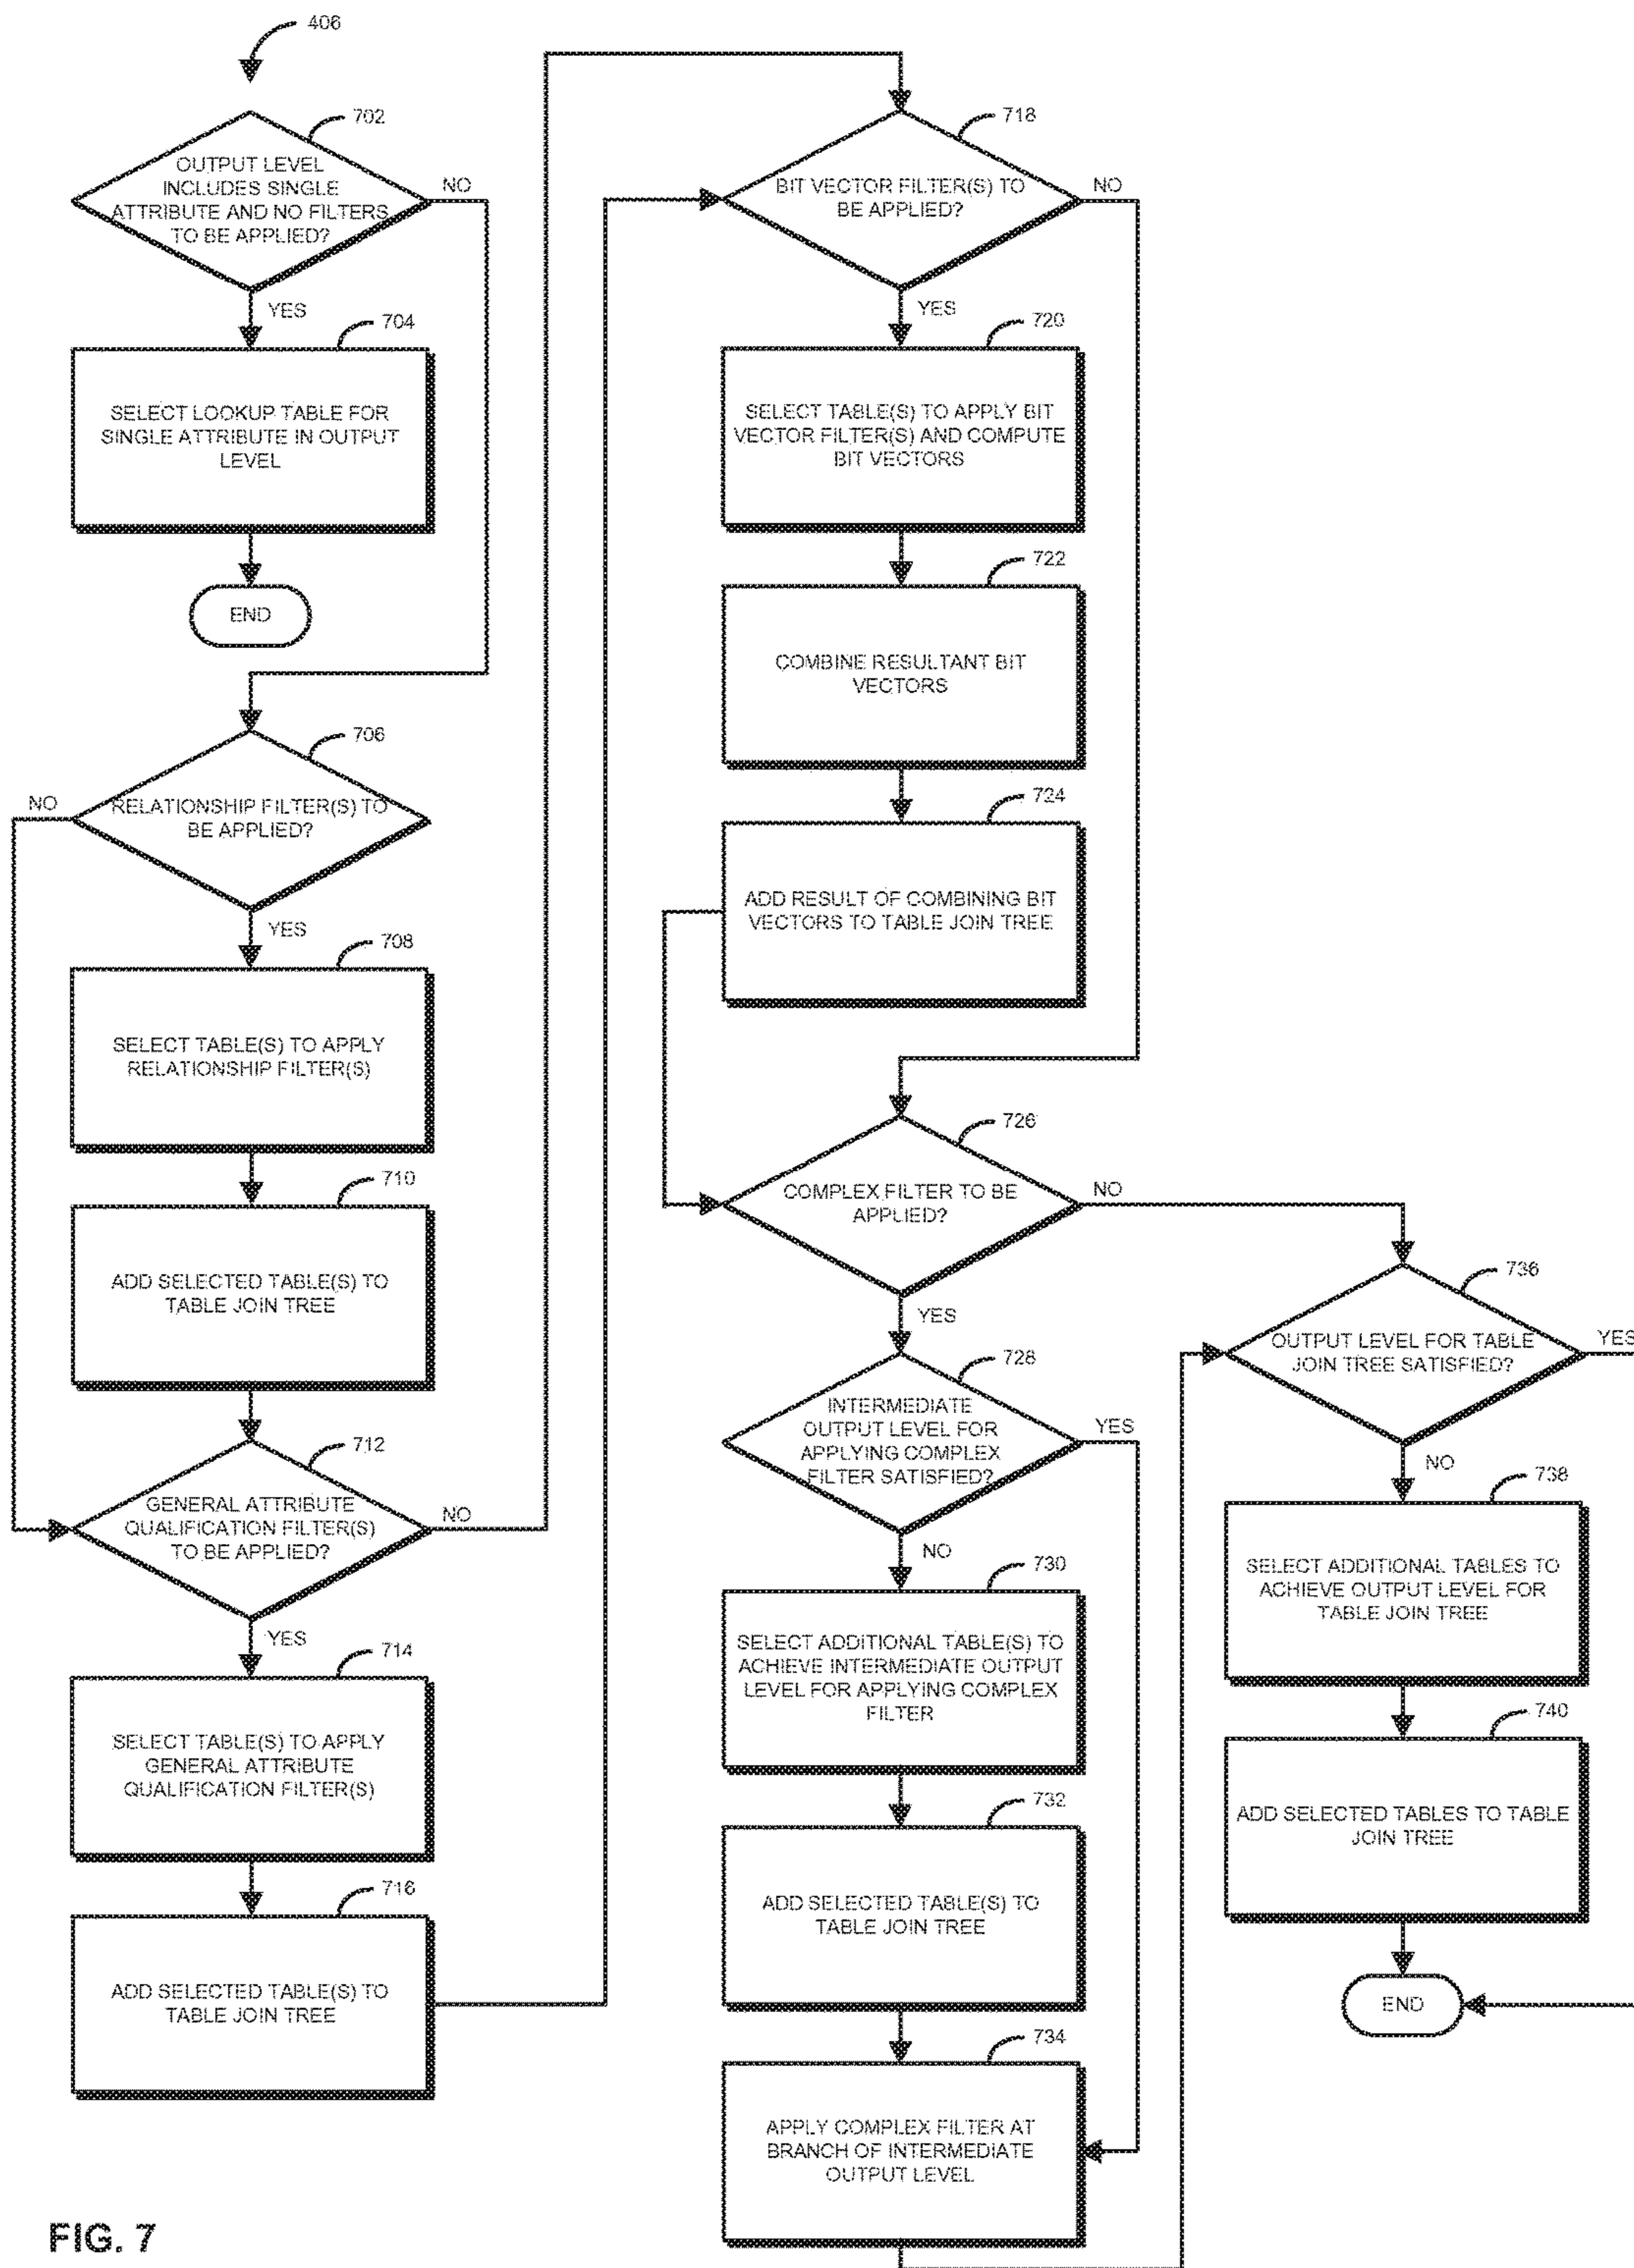 406
702
OUTPUT LEVEL
INCLUDES SINGLE
ATTRIBUTE AND NO FILTERS
TO BE APPLIED?
NO
YES
704
SELECT LOOKUP TABLE FOR
SINGLE ATTRIBUTE IN OUTPUT
LEVEL
END
706
RELATIONSHIP FILTER(S) TO
BE APPLIED?
NO
YES
708
SELECT TABLE(S) TO APPLY
RELATIONSHIP FILTER(S)
710
ADD SELECTED TABLE(S) TO
TABLE JOIN TREE
712
GENERAL ATTRIBUTE
QUALIFICATION FILTER(S)
TO BE APPLIED?
NO
YES
714
SELECT TABLE(S) TO APPLY
GENERAL ATTRIBUTE
QUALIFICATION FILTER(S)
716
ADD SELECTED TABLE(S) TO
TABLE JOIN TREE
718
BIT VECTOR FILTER(S) TO
BE APPLIED?
NO
YES
720
SELECT TABLE(S) TO APPLY BIT
VECTOR FILTER(S) AND COMPUTE
BIT VECTORS
722
COMBINE RESULTANT BIT
VECTORS
724
ADD RESULT OF COMBINING BIT
VECTORS TO TABLE JOIN TREE
726
COMPLEX FILTER TO BE
APPLIED?
NO
YES
728
INTERMEDIATE
OUTPUT LEVEL FOR
APPLYING COMPLEX
FILTER SATISFIED?
YES
NO
730
SELECT ADDITIONAL TABLE(S) TO
ACHIEVE INTERMEDIATE OUTPUT
LEVEL FOR APPLYING COMPLEX
FILTER
732
ADD SELECTED TABLE(S) TO
TABLE JOIN TREE
734
APPLY COMPLEX FILTER AT
BRANCH OF INTERMEDIATE
OUTPUT LEVEL
736
OUTPUT LEVEL FOR TABLE
JOIN TREE SATISFIED?
YES
NO
738
SELECT ADDITIONAL TABLES TO
ACHIEVE OUTPUT LEVEL FOR
TABLE JOIN TREE
740
ADD SELECTED TABLES TO TABLE
JOIN TREE
END
FIG. 7